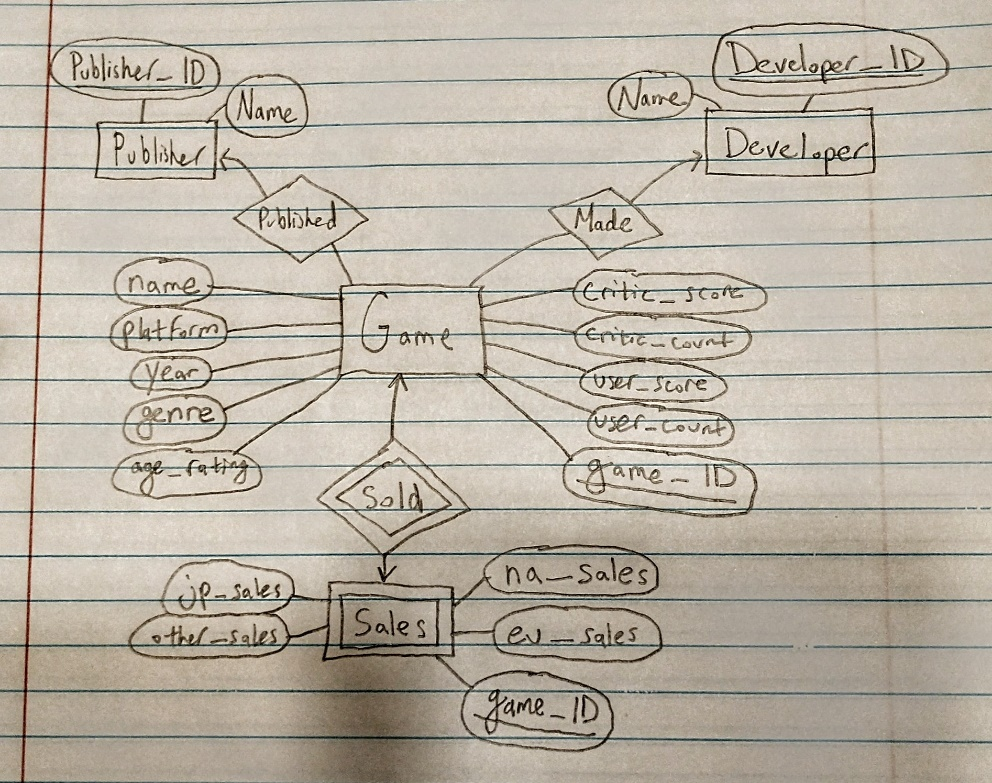 Publisher_ID
Name
Publisher
Developer_ID
Name
Developer
Published
Made
name
platform
year
genre
age_rating
Game
critic_score
critic_count
user_score
user_count
game_ID
Sold
jp_sales
other_sales
Sales
na_sales
eu_sales
game_ID